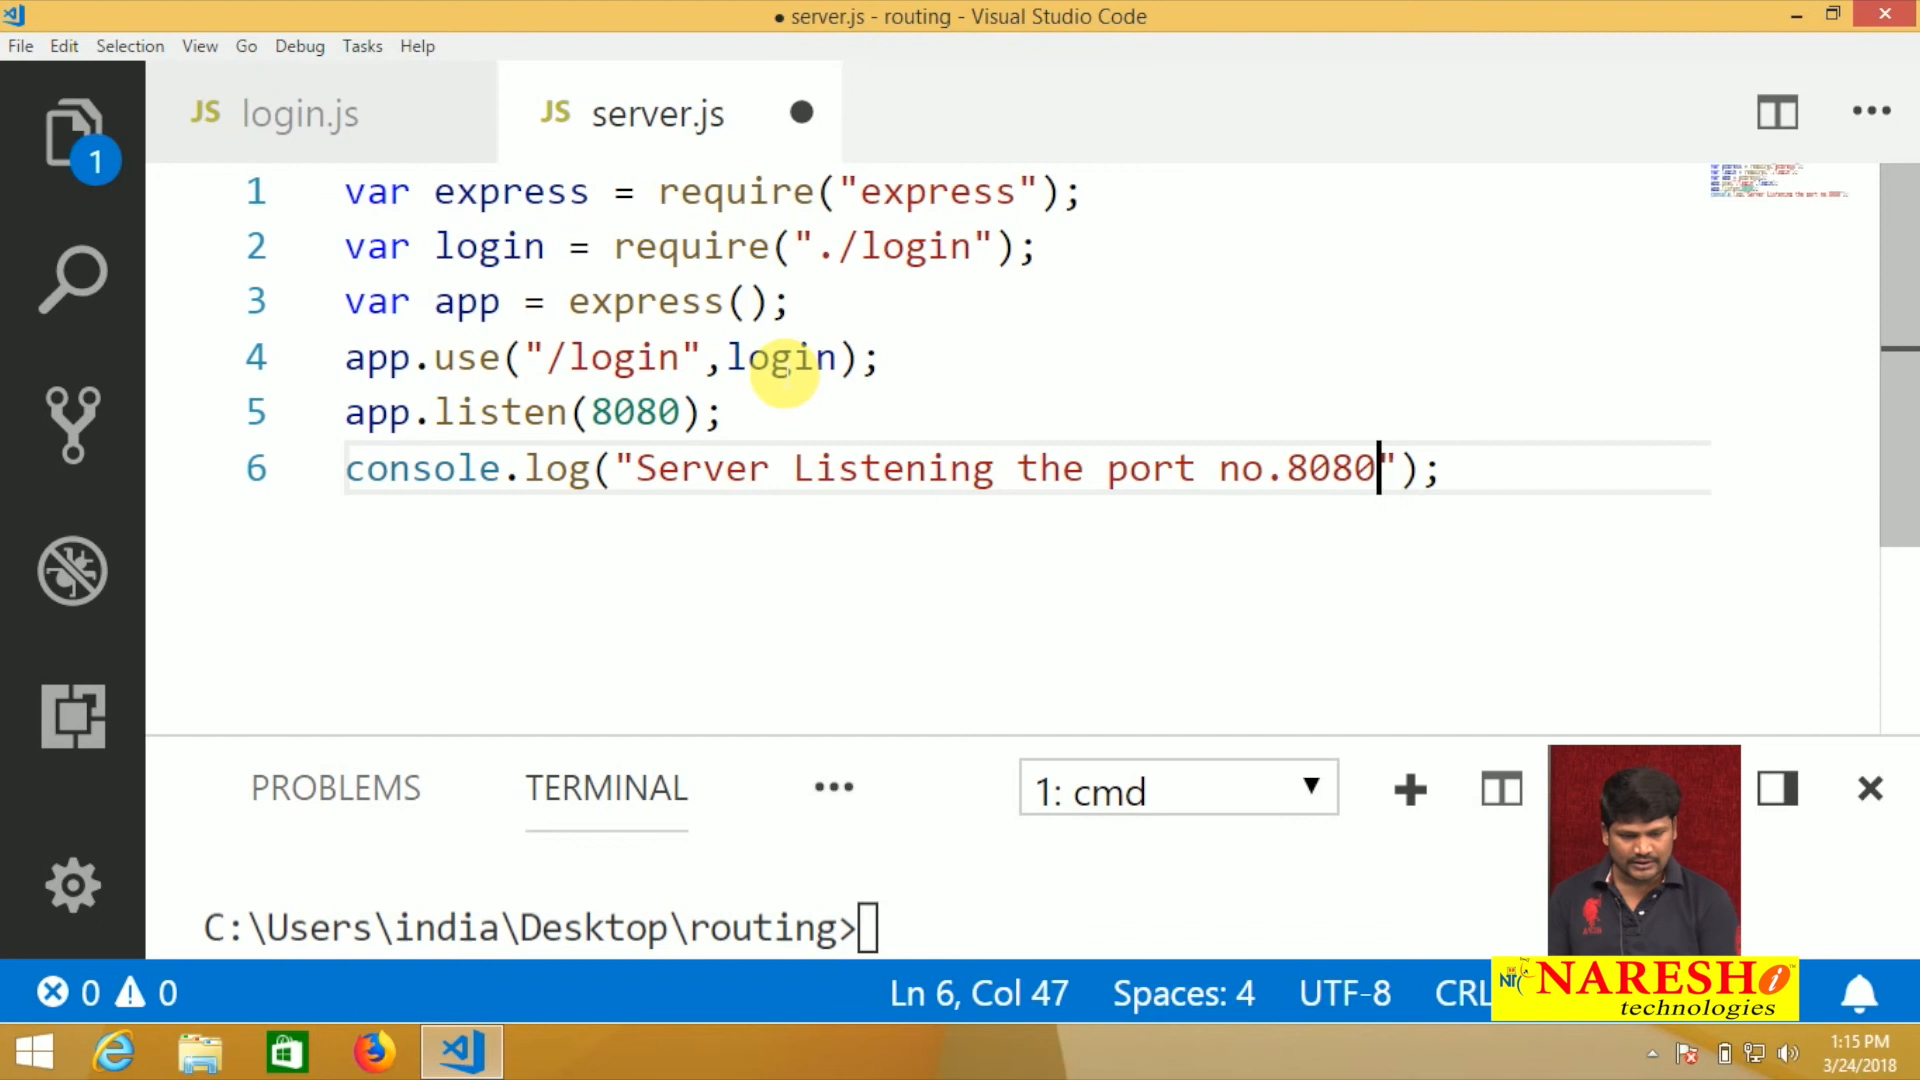 ● server.js - routing - Visual Studio Code
File Edit Selection View Go Debug Tasks Help
JS login.js JS server.js
1
1 var express = require("express");
2 var login = require("./login");
3 var app = express();
4 app.use("/login",login);
5 app.listen(8080);
6 console.log("Server Listening the port no.8080");
PROBLEMS TERMINAL ••• 1: cmd
C:\Users\india\Desktop\routing>
0 0 Ln 6, Col 47 Spaces: 4 UTF-8 CRL
NARESH i
technologies
1:15 PM
3/24/2018